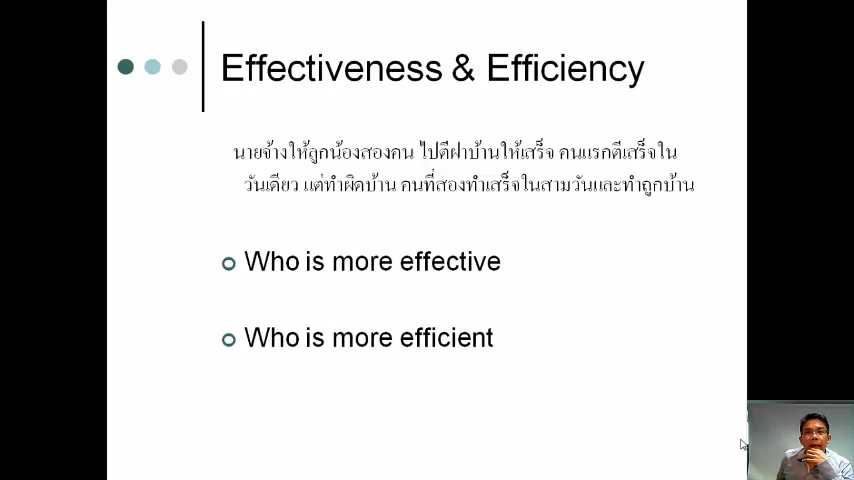 Effectiveness & Efficiency
นายจ้างให้ลูกน้องสองคน ไปตีฝาบ้านให้เสร็จ คนแรกตีเสร็จใน
วันเดียว แต่ทำผิดบ้าน คนที่สองทำเสร็จในสามวันและทำถูกบ้าน
Who is more effective
Who is more efficient